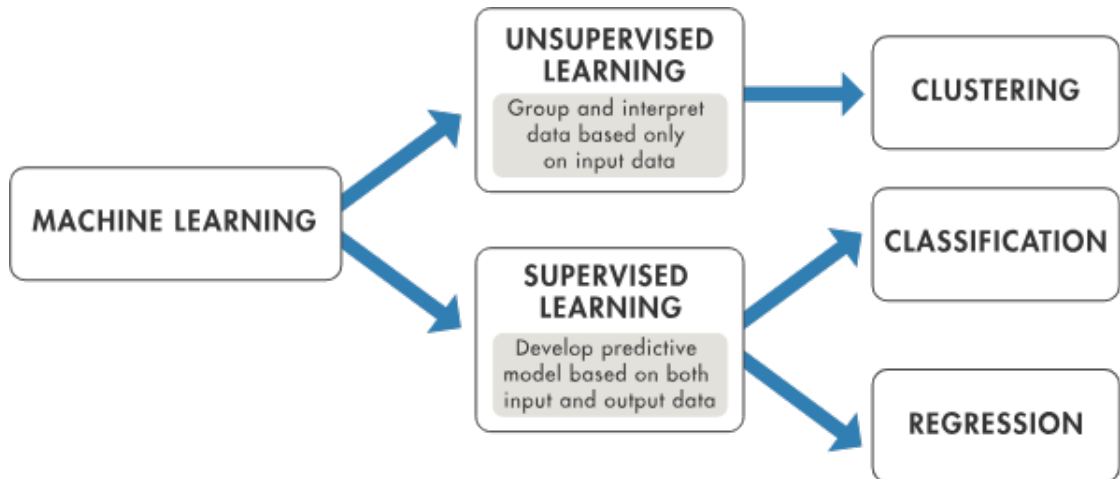 MACHINE LEARNING
UNSUPERVISED
LEARNING
Group and interpret
data based only
on input data
SUPERVISED
LEARNING
Develop predictive
model based on both
input and output data
CLUSTERING
CLASSIFICATION
REGRESSION